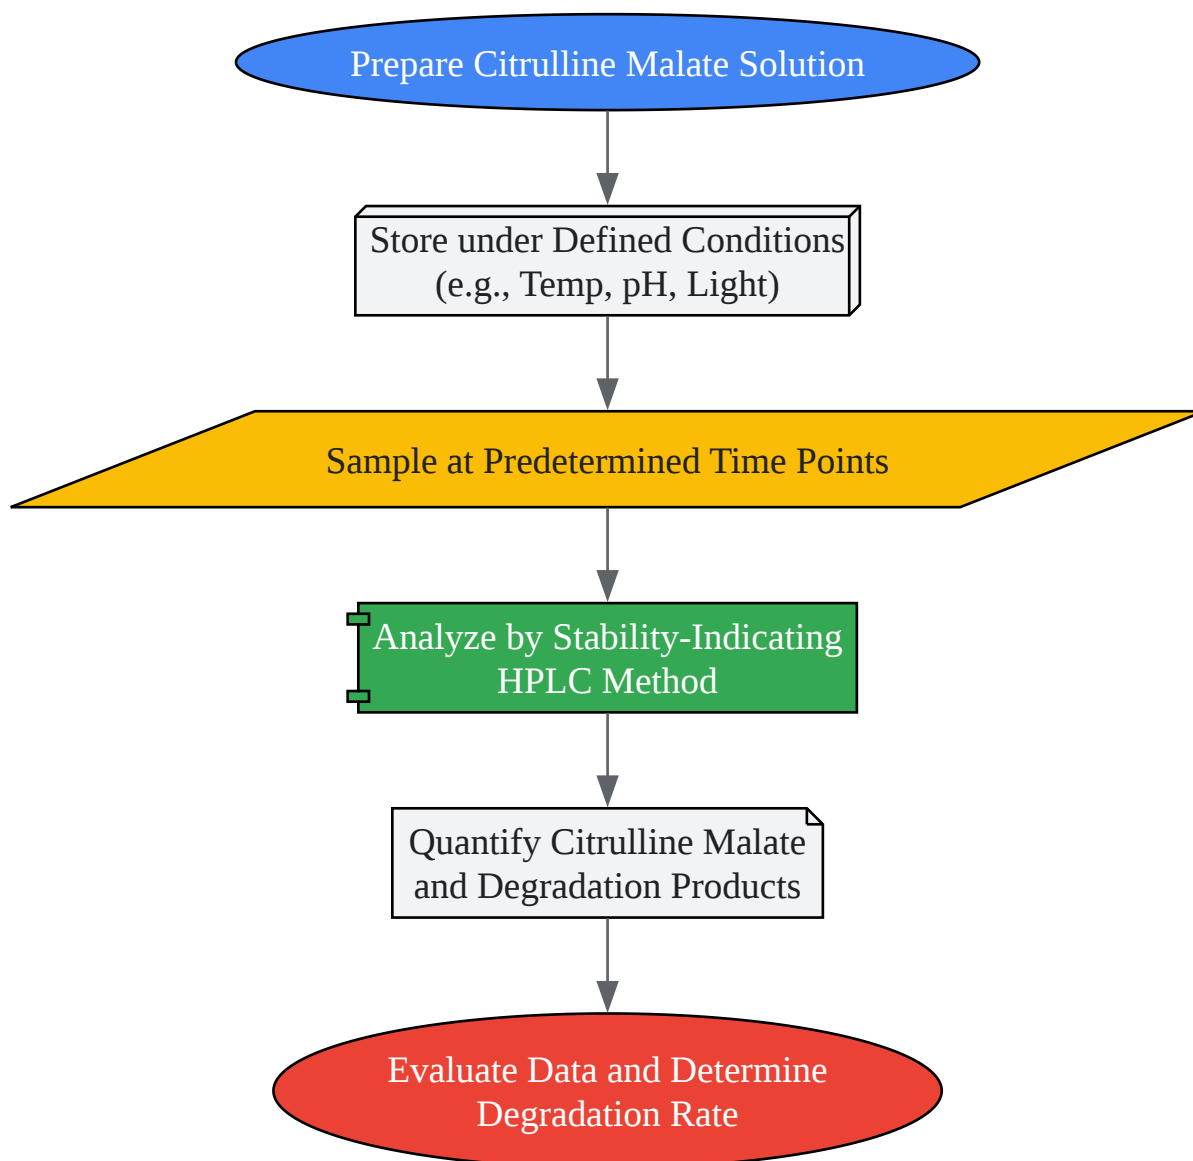 Prepare Citrulline Malate Solution
Store under Defined Conditions
(e.g., Temp, pH, Light)
Sample at Predetermined Time Points
Analyze by Stability-Indicating
HPLC Method
Quantify Citrulline Malate
and Degradation Products
Evaluate Data and Determine
Degradation Rate